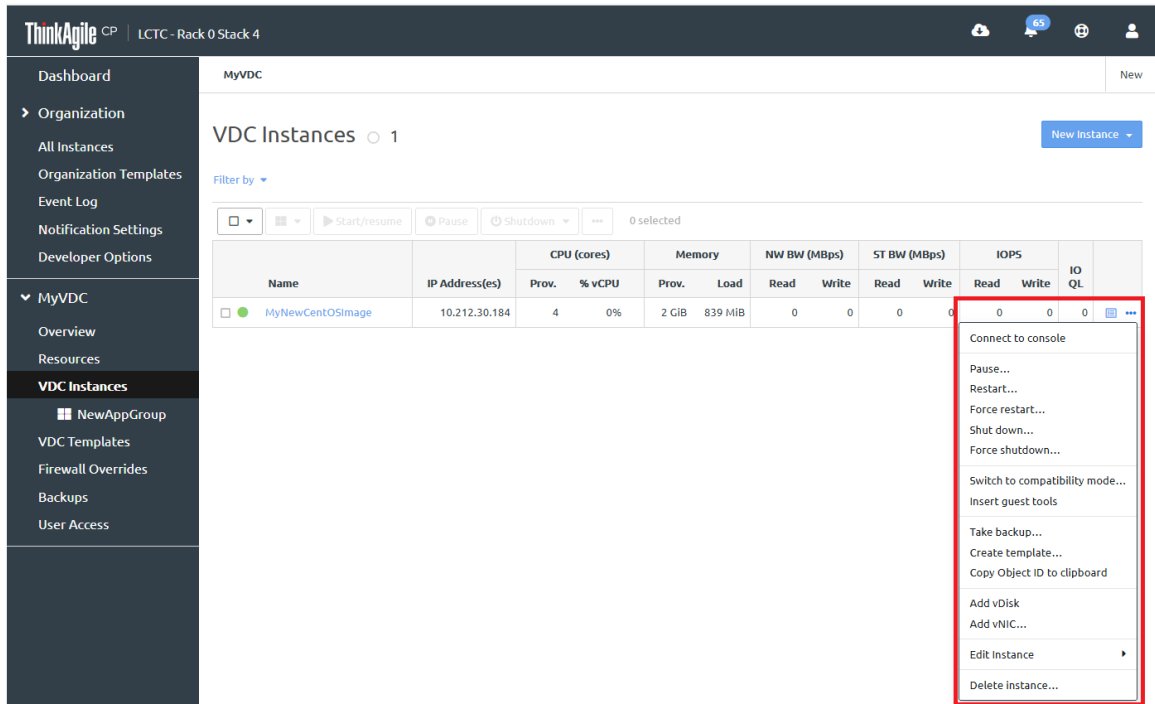 ThinkAgile CP | LCTC - Rack 0 Stack 4
65
Dashboard
Organization
All Instances
Organization Templates
Event Log
Notification Settings
Developer Options
MyVDC
Overview
Resources
VDC Instances
NewAppGroup
VDC Templates
Firewall Overrides
Backups
User Access
MyVDC
New
VDC Instances 1
New Instance
Filter by
Start/resume Pause Shutdown ••• 0 selected
CPU (cores) Memory NW BW (MBps) ST BW (MBps) IOPS IO QL
Name IP Address(es) Prov. % vCPU Prov. Load Read Write Read Write Read Write
MyNewCentOSImage 10.212.30.184 4 0% 2 GiB 839 MiB 0 0 0 0 0 0 0 •••
Connect to console
Pause...
Restart...
Force restart...
Shut down...
Force shutdown...
Switch to compatibility mode...
Insert guest tools
Take backup...
Create template...
Copy Object ID to clipboard
Add vDisk
Add vNIC...
Edit Instance
Delete instance...